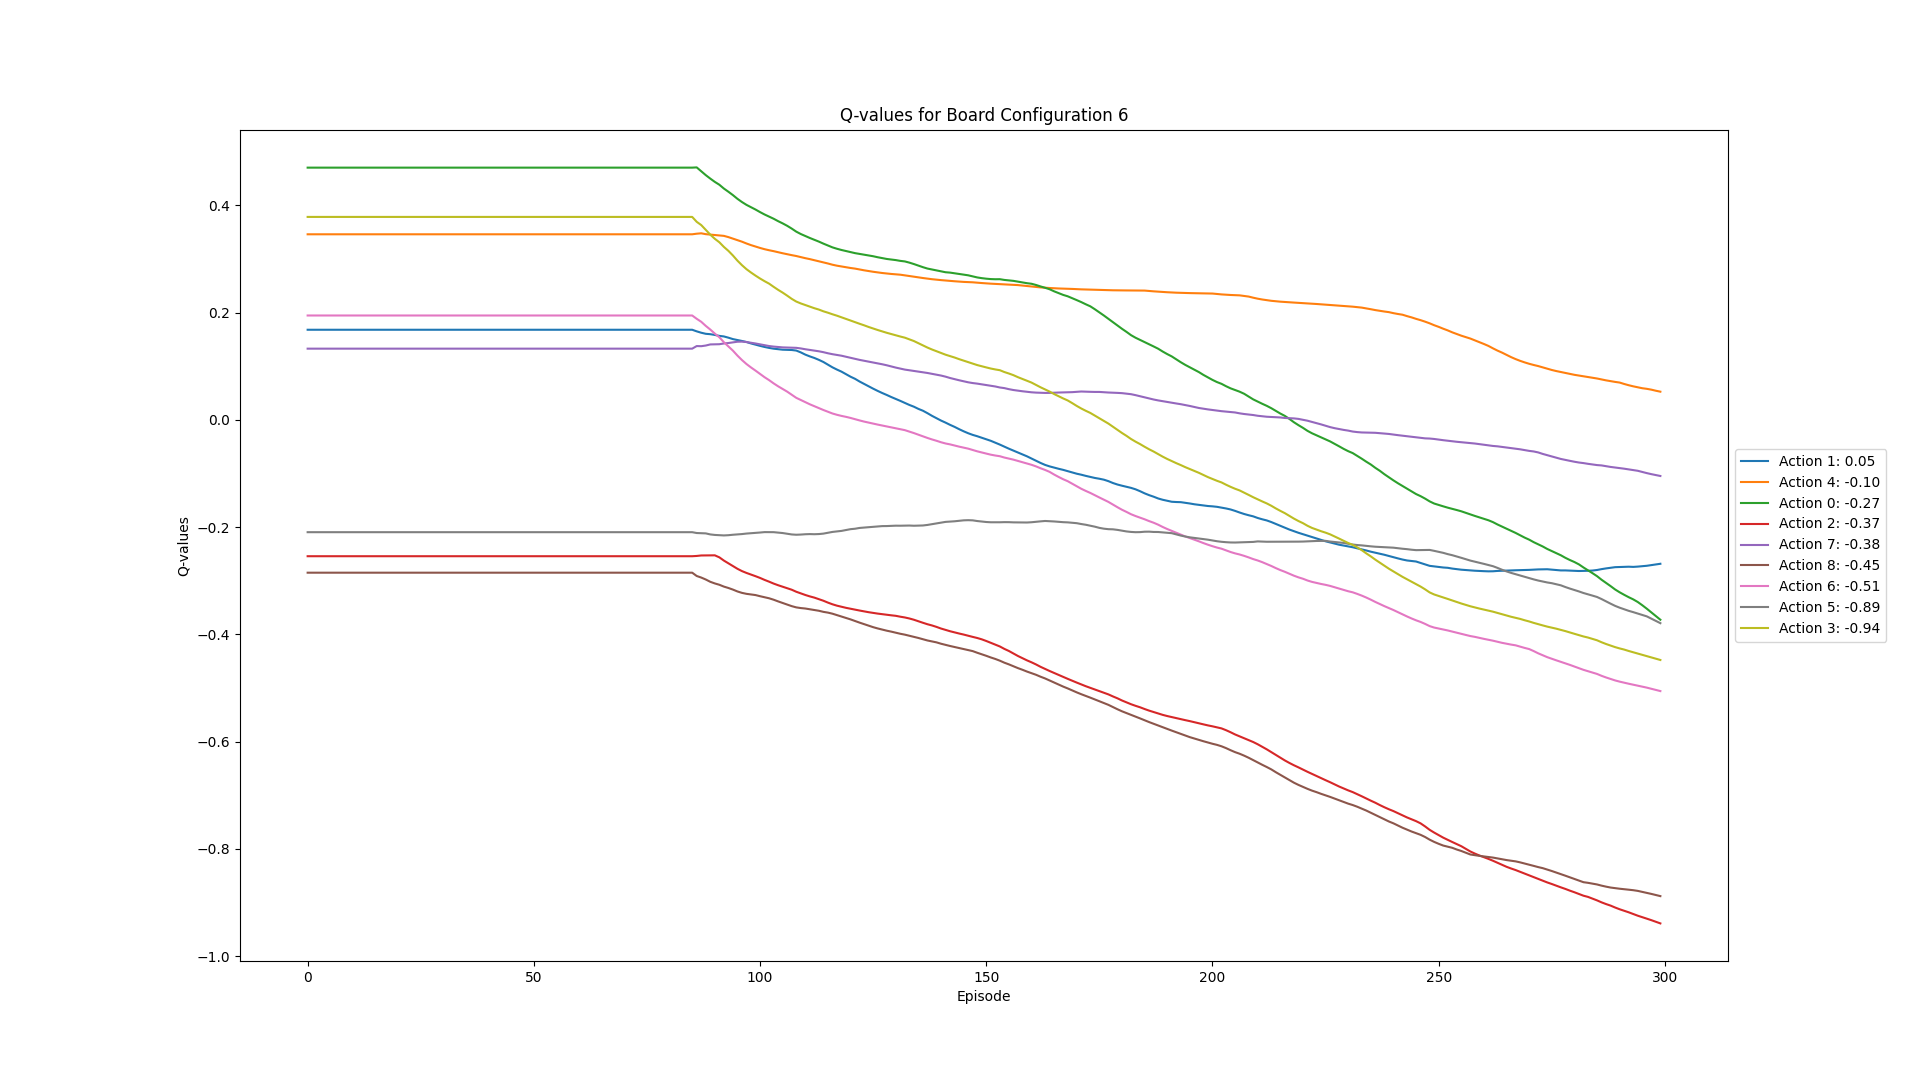 Q-values for Board Configuration 6
0.4
0.2
0.0
−0.2
−0.4
−0.6
−0.8
−1.0
Q-values
0 50 100 150 200 250 300
Episode
Action 1: 0.05
Action 4: -0.10
Action 0: -0.27
Action 2: -0.37
Action 7: -0.38
Action 8: -0.45
Action 6: -0.51
Action 5: -0.89
Action 3: -0.94